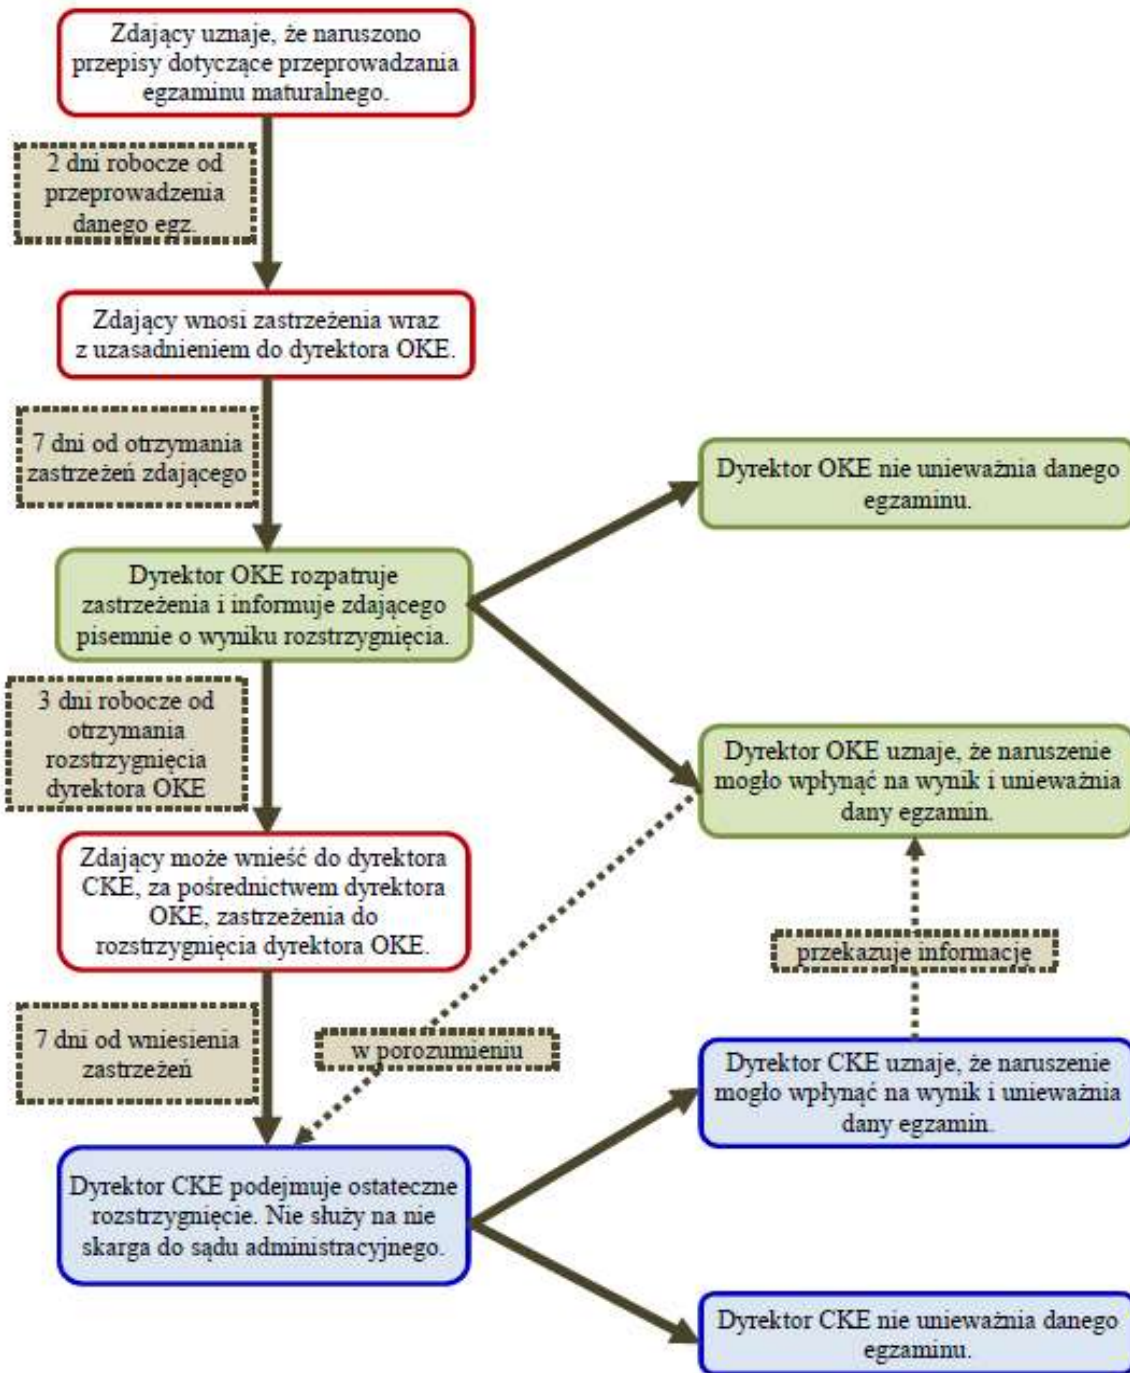 Zdający uznaje, że naruszono
przepisy dotyczące przeprowadzania
egzaminu maturalnego.
2 dni robocze od
przeprowadzenia
danego egz.
Zdający wnosi zastrzeżenia wraz
z uzasadnieniem do dyrektora OKE.
7 dni od otrzymania
zastrzeżeń zdającego
Dyrektor OKE nie unieważnia danego
egzaminu.
Dyrektor OKE rozpatruje
zastrzeżenia i informuje zdającego
pisemnie o wyniku rozstrzygnięcia.
3 dni robocze od
otrzymania
rozstrzygnięcia
dyrektora OKE
Dyrektor OKE uznaje, że naruszenie
mogło wpłynąć na wynik i unieważnia
dany egzamin.
Zdający może wnieść do dyrektora
CKE, za pośrednictwem dyrektora
OKE, zastrzeżenia do
rozstrzygnięcia dyrektora OKE.
przekazuje informację
7 dni od wniesienia
zastrzeżeń
w porozumieniu
Dyrektor CKE uznaje, że naruszenie
mogło wpłynąć na wynik i unieważnia
dany egzamin.
Dyrektor CKE podejmuje ostateczne
rozstrzygnięcie. Nie służy na nie
skarga do sądu administracyjnego.
Dyrektor CKE nie unieważnia danego
egzaminu.